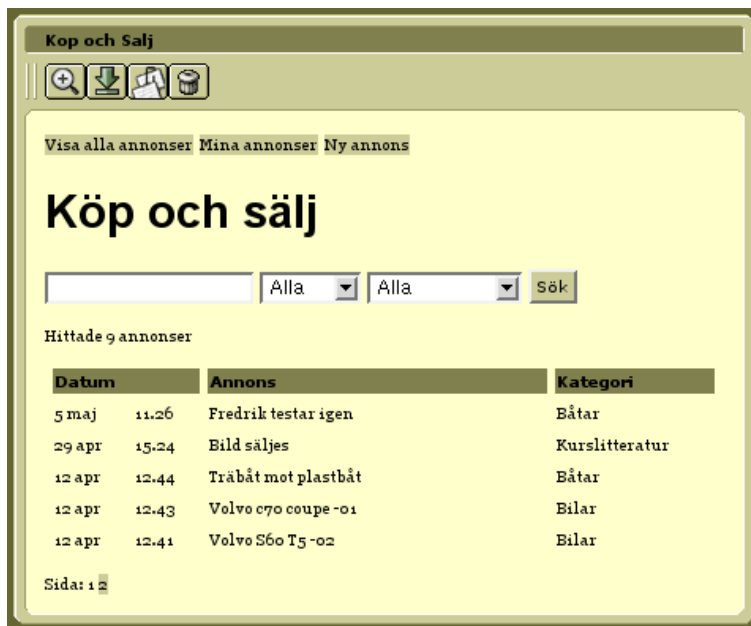 Kop och Salj
Visa alla annonser Mina annonser Ny annons
Köp och sälj
Alla Alla Sök
Hittade 9 annonser
Datum Annons Kategori
5 maj 11.26 Fredrik testar igen Båtar
29 apr 15.24 Bild säljes Kurslitteratur
12 apr 12.44 Träbåt mot plastbåt Båtar
12 apr 12.43 Volvo c70 coupe -01 Bilar
12 apr 12.41 Volvo S60 T5 -02 Bilar
Sida: 1 2